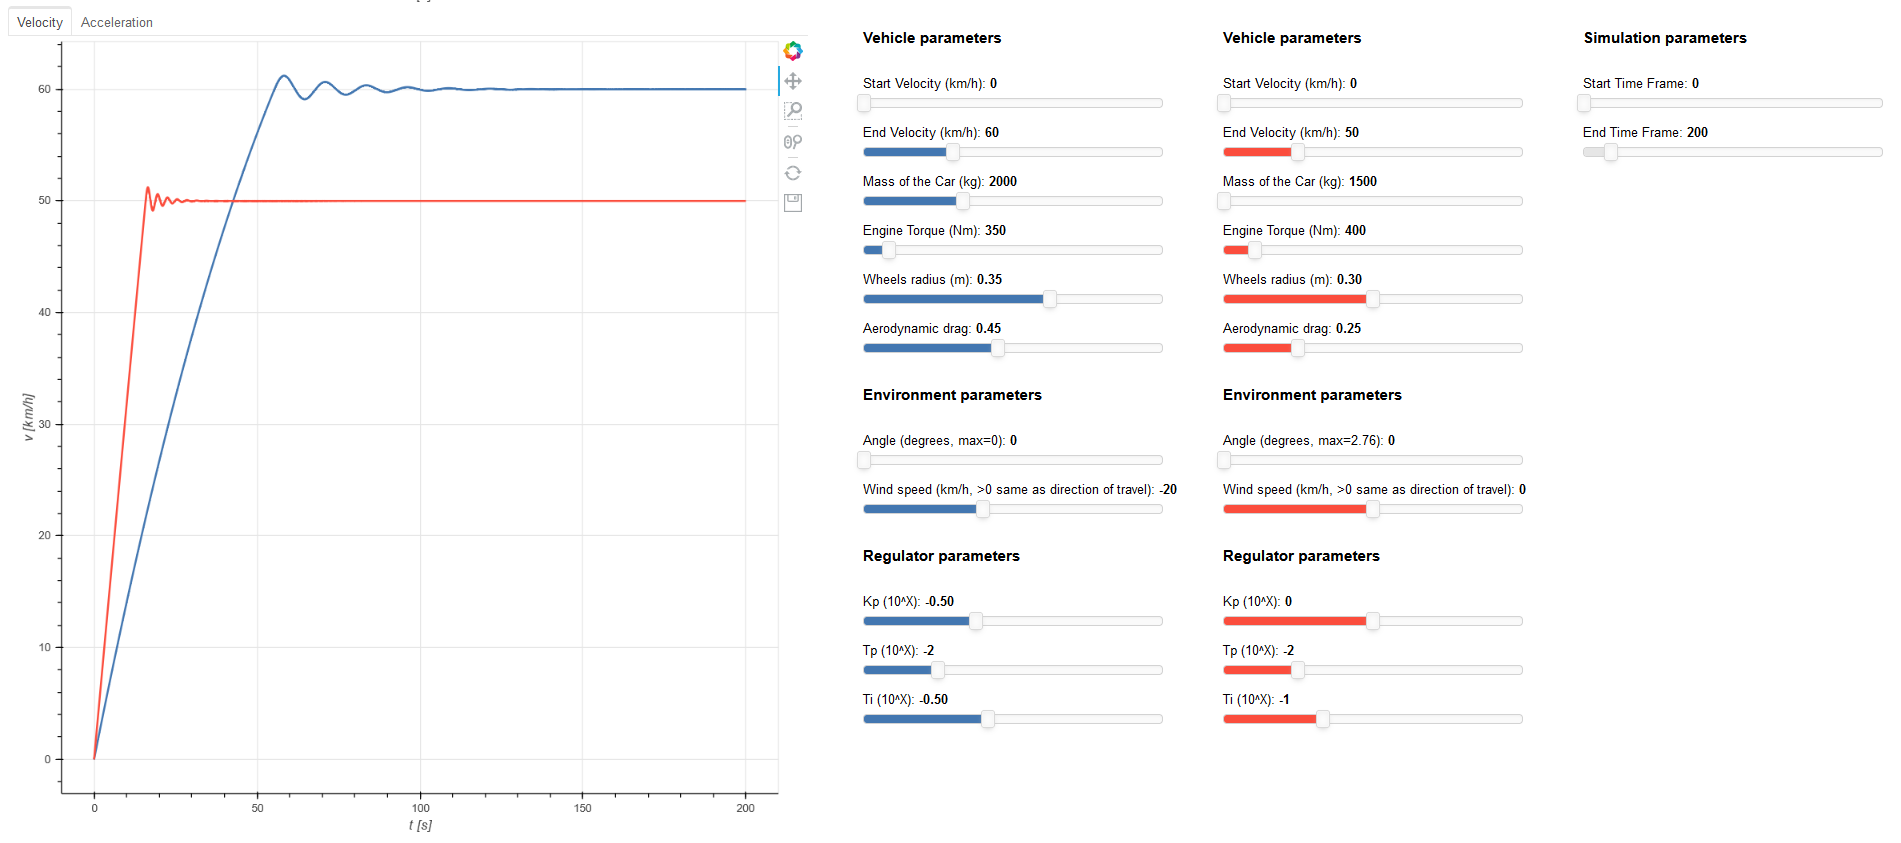 Velocity
Acceleration
60
50
40
30
20
10
0
v [km/h]
0
50
100
150
200
t [s]
Vehicle parameters
Start Velocity (km/h): 0
End Velocity (km/h): 60
Mass of the Car (kg): 2000
Engine Torque (Nm): 350
Wheels radius (m): 0.35
Aerodynamic drag: 0.45
Environment parameters
Angle (degrees, max=0): 0
Wind speed (km/h, >0 same as direction of travel): -20
Regulator parameters
Kp (10^X): -0.50
Tp (10^X): -2
Ti (10^X): -0.50
Vehicle parameters
Start Velocity (km/h): 0
End Velocity (km/h): 50
Mass of the Car (kg): 1500
Engine Torque (Nm): 400
Wheels radius (m): 0.30
Aerodynamic drag: 0.25
Environment parameters
Angle (degrees, max=2.76): 0
Wind speed (km/h, >0 same as direction of travel): 0
Regulator parameters
Kp (10^X): 0
Tp (10^X): -2
Ti (10^X): -1
Simulation parameters
Start Time Frame: 0
End Time Frame: 200